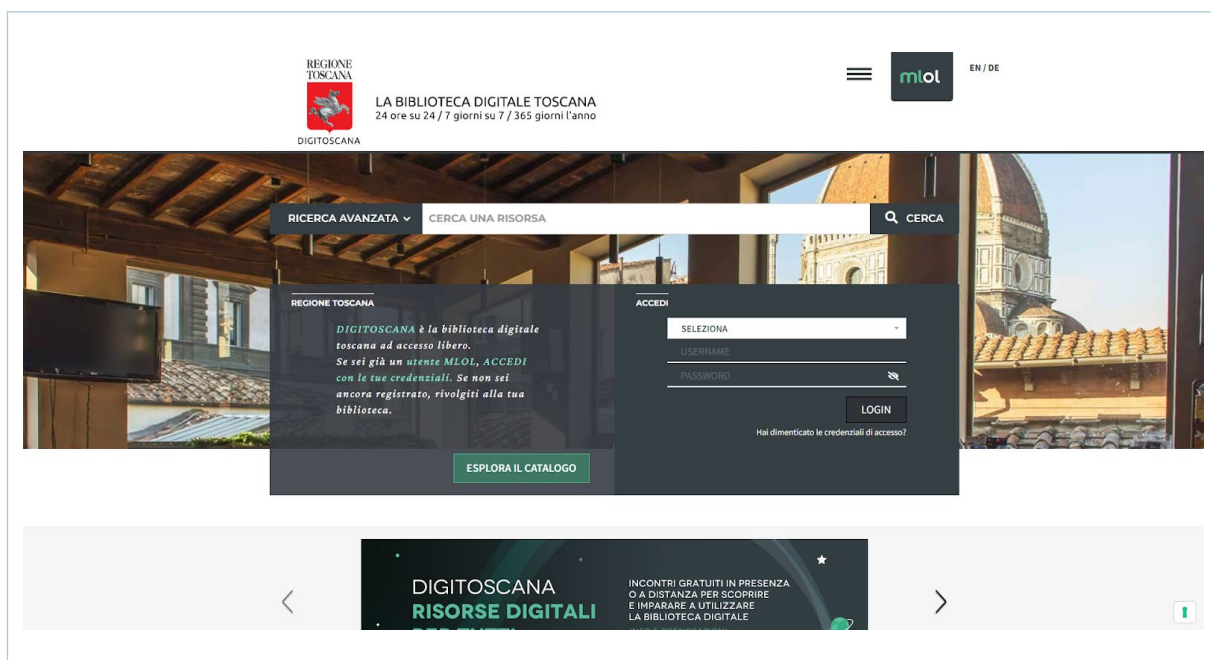 REGIONE
TOSCANA
DIGITOSCANA
LA BIBLIOTECA DIGITALE TOSCANA
24 ore su 24 / 7 giorni su 7 / 365 giorni l'anno
mlol
EN / DE
RICERCA AVANZATA
CERCA UNA RISORSA
CERCA
REGIONE TOSCANA
DIGITOSCANA è la biblioteca digitale
toscana ad accesso libero.
Se sei già un utente MLOL, ACCEDI
con le tue credenziali. Se non sei
ancora registrato, rivolgiti alla tua
biblioteca.
ESPLORA IL CATALOGO
ACCEDI
SELEZIONA
USERNAME
PASSWORD
LOGIN
Hai dimenticato le credenziali di accesso?
DIGITOSCANA
RISORSE DIGITALI
PER TUTTI
INCONTRI GRATUITI IN PRESENZA
O A DISTANZA PER SCOPRIRE
E IMPARARE A UTILIZZARE
LA BIBLIOTECA DIGITALE